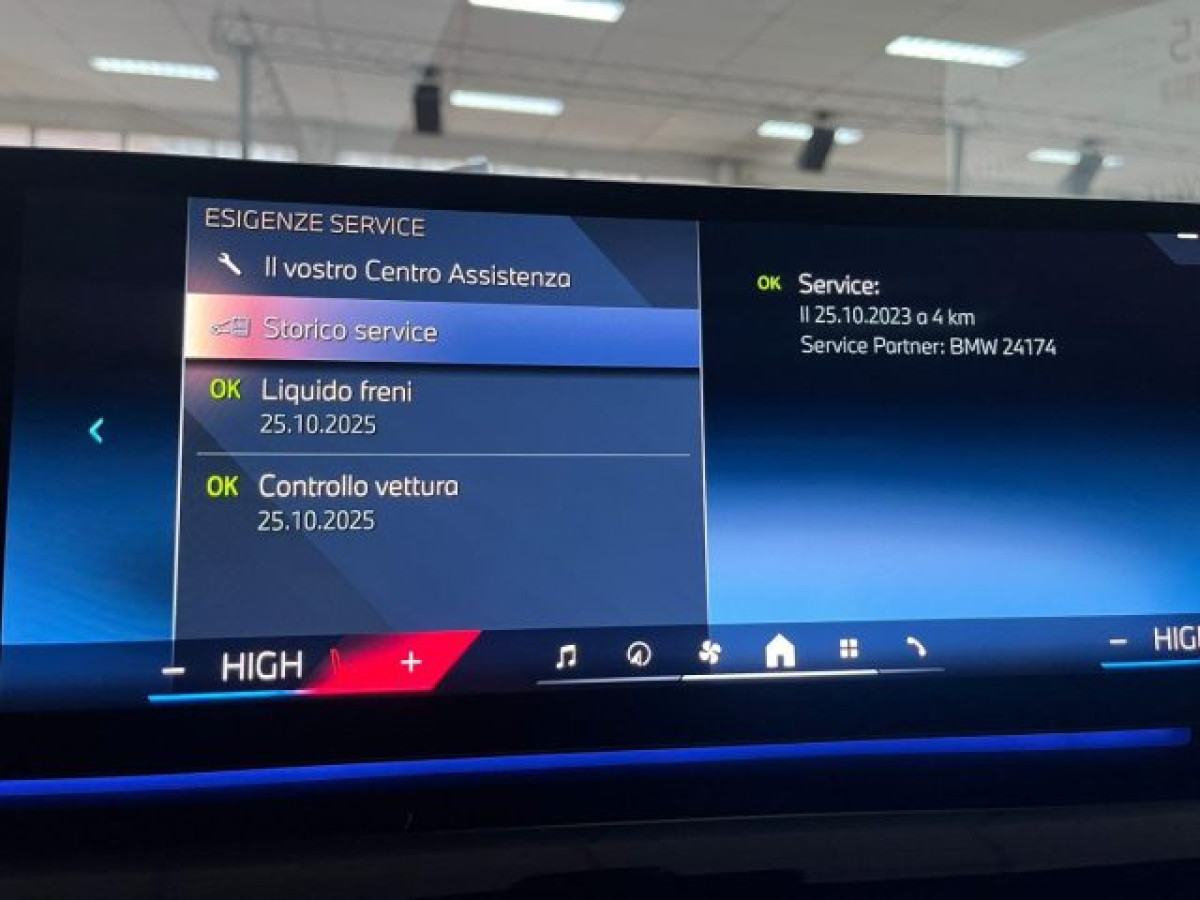 ESIGENZE SERVICE
Il vostro Centro Assistenza
Storico service
OK Liquido freni
25.10.2025
OK Controllo vettura
25.10.2025
OK Service:
Il 25.10.2023 a 4 km
Service Partner: BMW 24174
− HIGH +
− HIGH